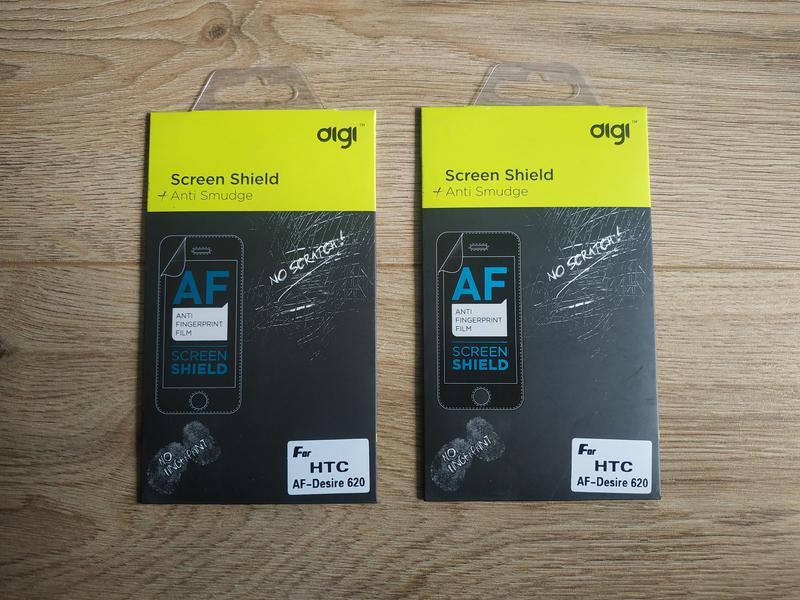 digi™
Screen Shield
+ Anti Smudge
NO SCRATCH!
AF
ANTI
FINGERPRINT
FILM
SCREEN
SHIELD
NO
FINGERPRINT
For
HTC
AF-Desire 620
digi™
Screen Shield
+ Anti Smudge
NO SCRATCH!
AF
ANTI
FINGERPRINT
FILM
SCREEN
SHIELD
NO
FINGERPRINT
For
HTC
AF-Desire 620